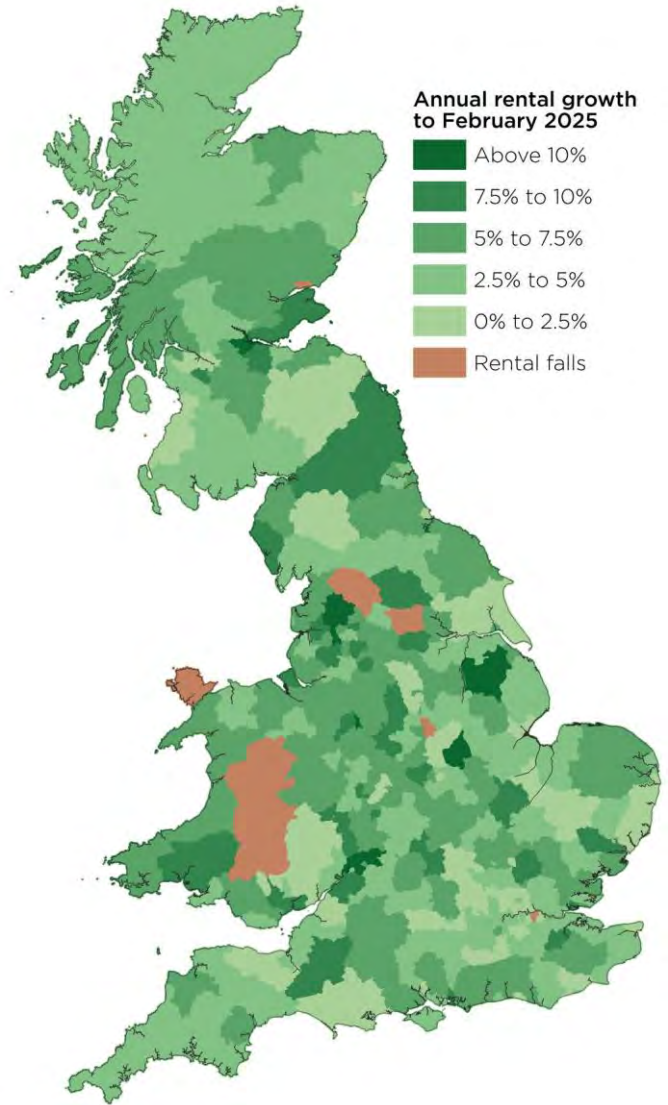 Annual rental growth
to February 2025
Above 10%
7.5% to 10%
5% to 7.5%
2.5% to 5%
0% to 2.5%
Rental falls